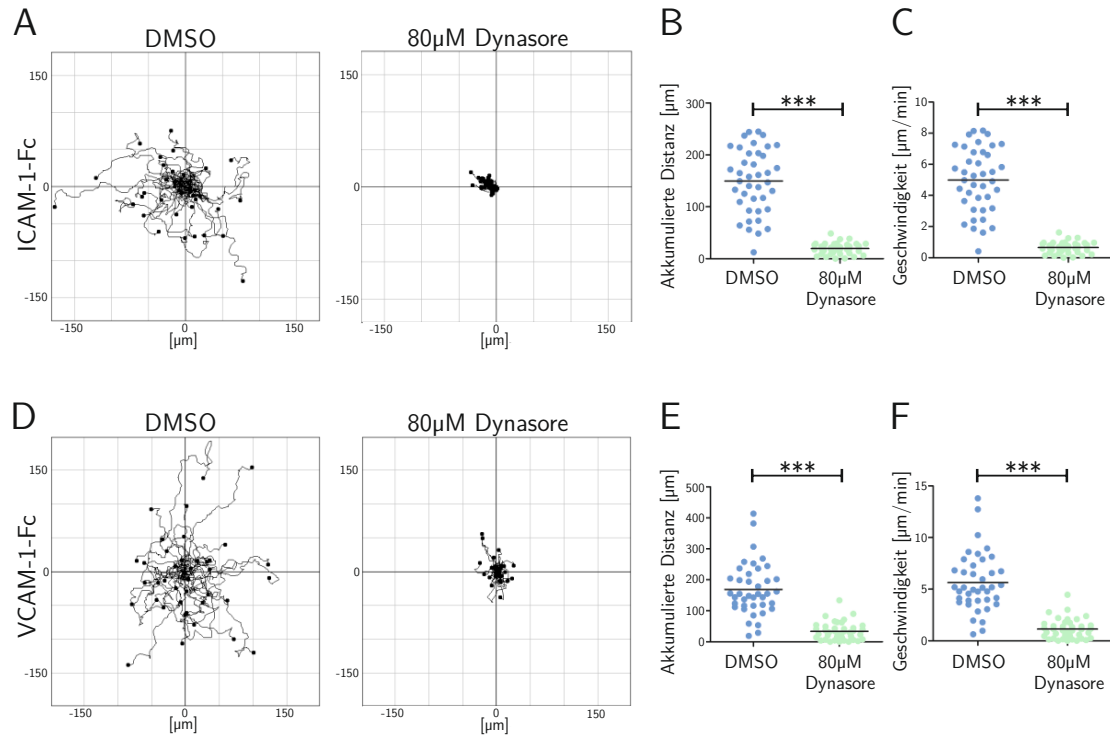 A
DMSO
80µM Dynasore
ICAM-1-Fc
150
0
-150
-150
0
150
[µm]
150
0
-150
-150
0
150
[µm]
B
Akkumulierte Distanz [µm]
300
200
100
0
***
DMSO
80µM
Dynasore
C
Geschwindigkeit [µm/min]
10
8
6
4
2
0
***
DMSO
80µM
Dynasore
D
DMSO
80µM Dynasore
VCAM-1-Fc
150
0
-150
-150
0
150
[µm]
150
0
-150
-150
0
150
[µm]
E
Akkumulierte Distanz [µm]
500
400
300
200
100
0
***
DMSO
80µM
Dynasore
F
Geschwindigkeit [µm/min]
15
10
5
0
***
DMSO
80µM
Dynasore